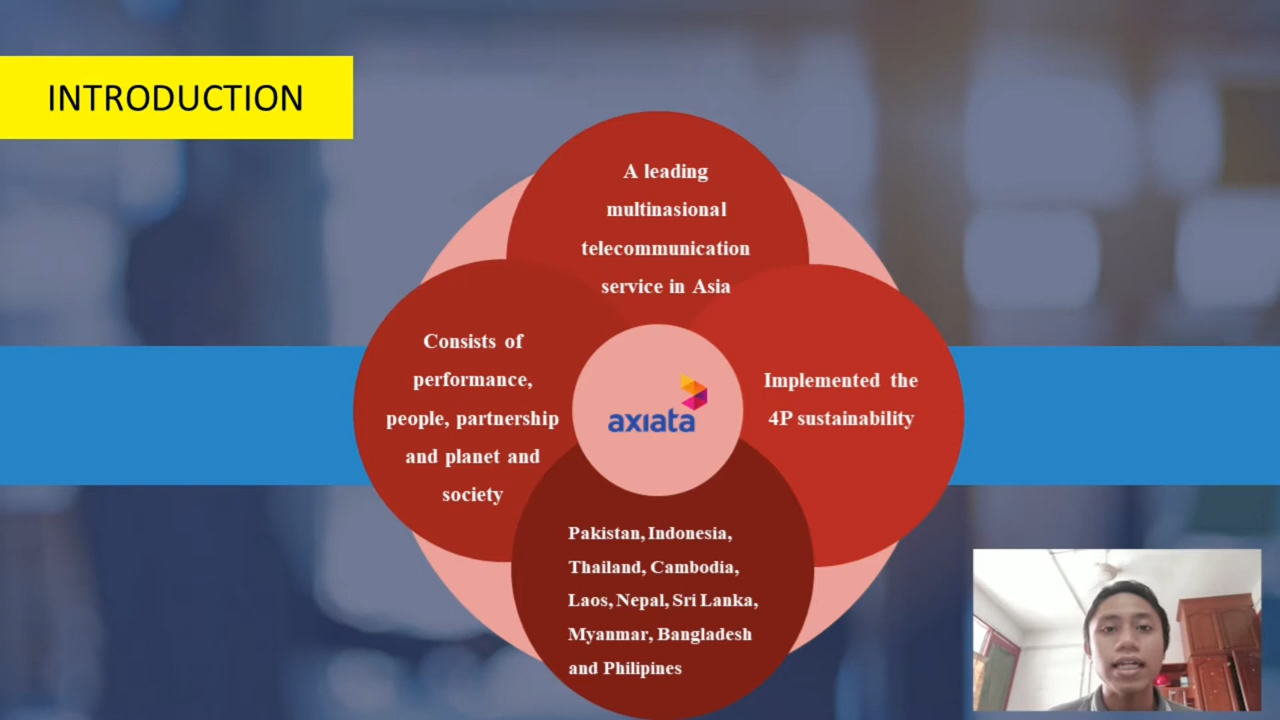 INTRODUCTION
A leading
multinasional
telecommunication
service in Asia
Consists of
performance,
people, partnership
and planet and
society
axiata
Implemented the
4P sustainability
Pakistan, Indonesia,
Thailand, Cambodia,
Laos, Nepal, Sri Lanka,
Myanmar, Bangladesh
and Philipines